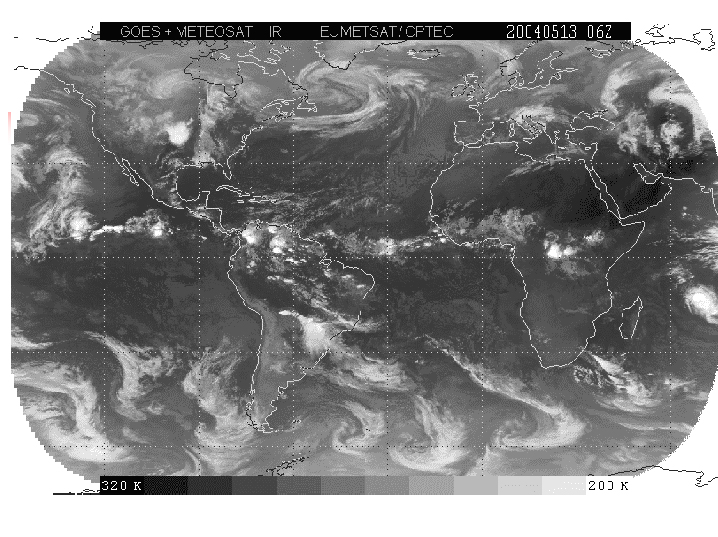 GOES + METEOSAT IR EUMETSAT/CPTEC 20040513 06Z
320 K 200 K